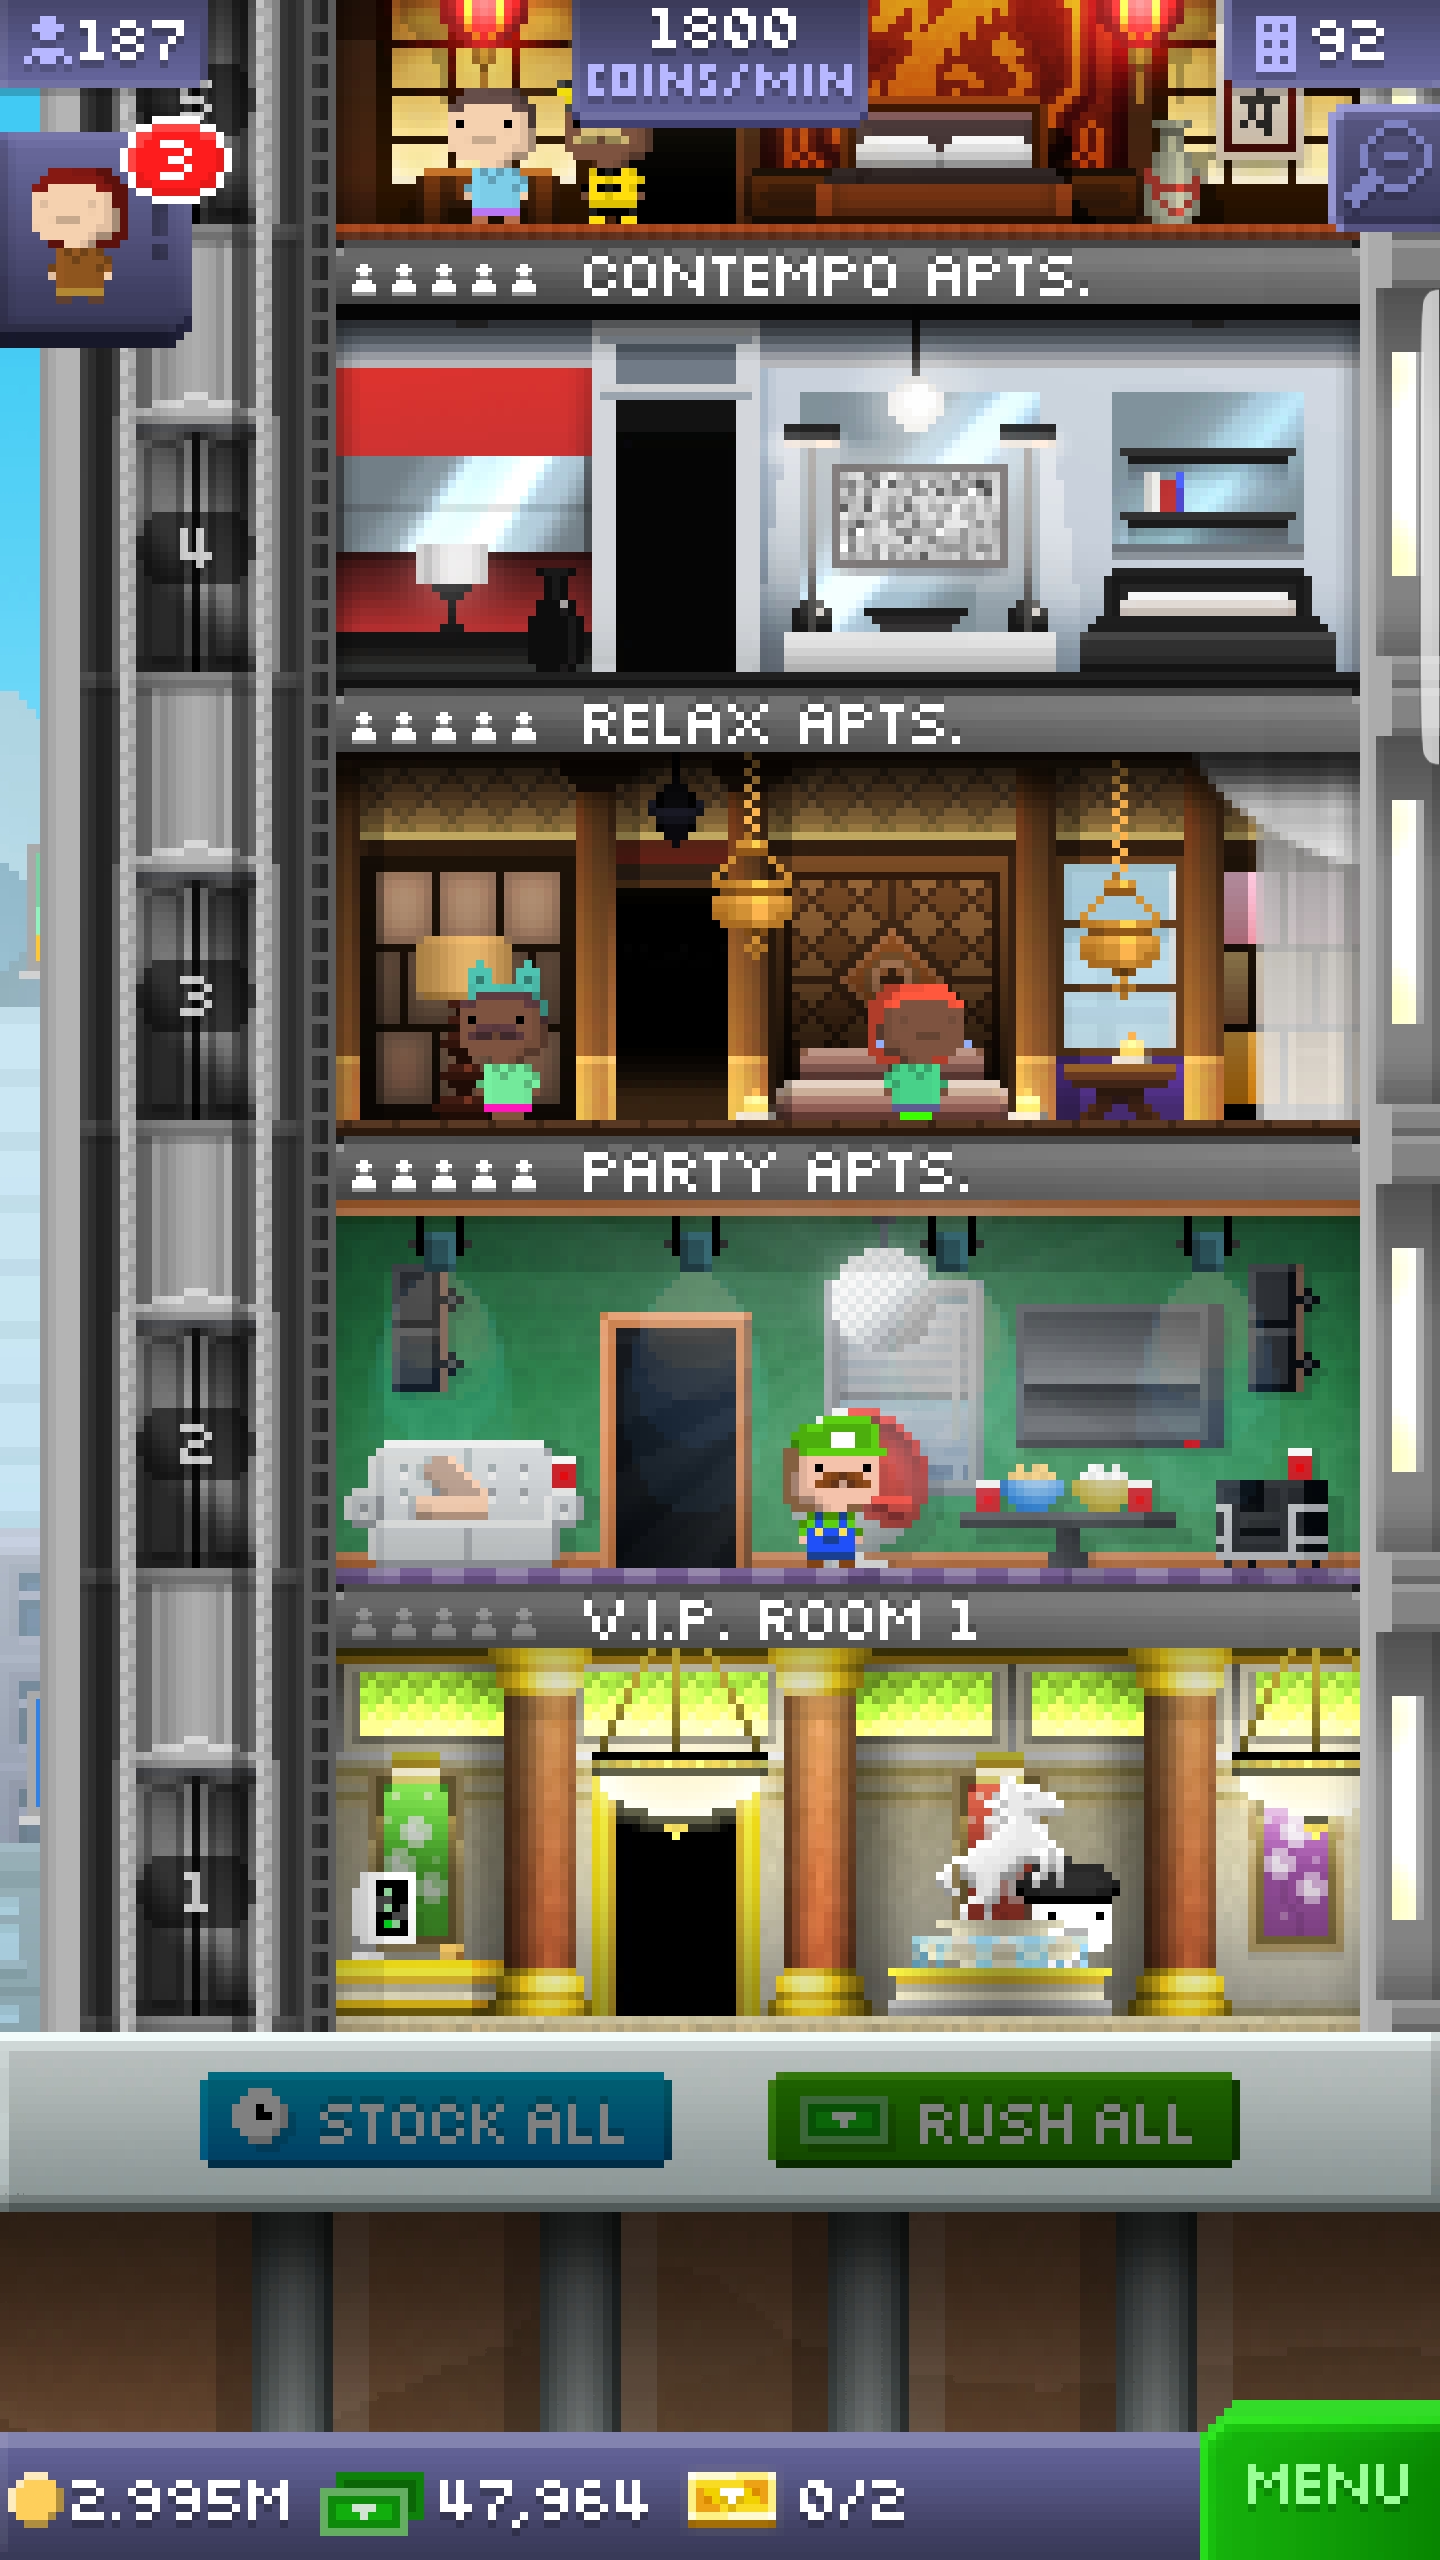 187
1800
COINS/MIN
92
3
5
CONTEMPO APTS.
4
RELAX APTS.
3
PARTY APTS.
2
V.I.P. ROOM 1
1
STOCK ALL
RUSH ALL
2.995M
47,964
0/2
MENU